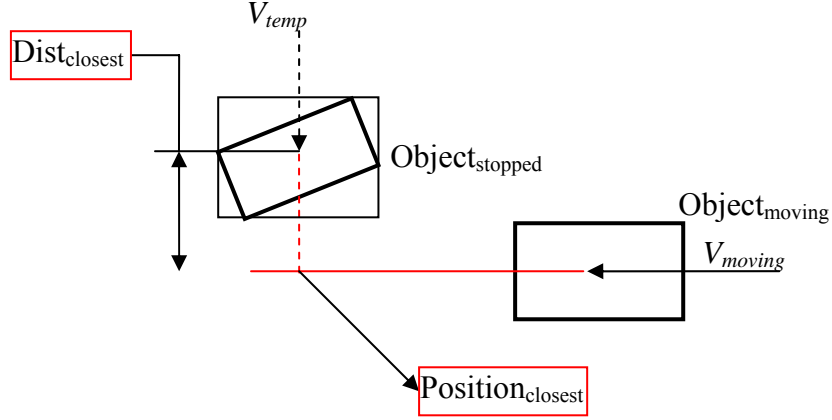 V_temp
Dist_closest
Object_stopped
Object_moving
V_moving
Position_closest